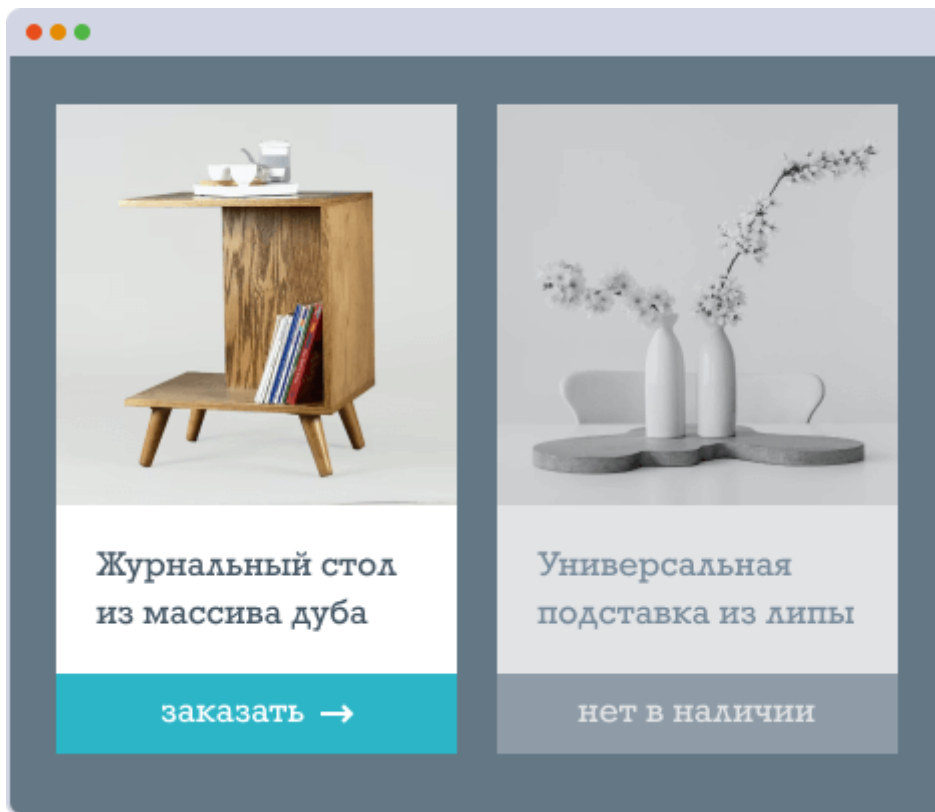 Журнальный стол
из массива дуба
заказать →
Универсальная
подставка из липы
нет в наличии